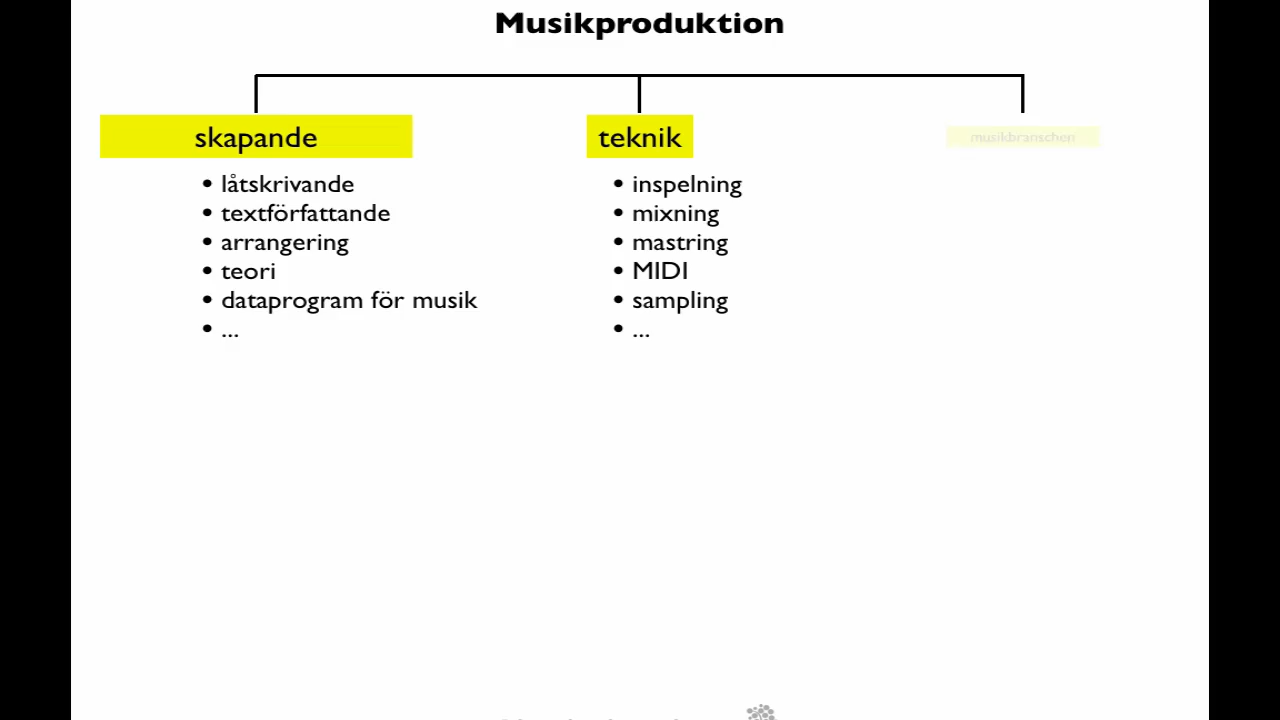 Musikproduktion
skapande
• låtskrivande
• textförfattande
• arrangering
• teori
• dataprogram för musik
• ...
teknik
• inspelning
• mixning
• mastring
• MIDI
• sampling
• ...
musikbranschen